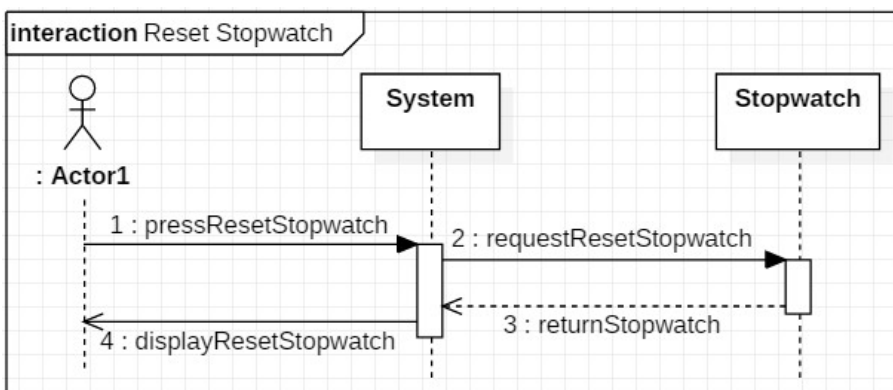 interaction Reset Stopwatch
System
Stopwatch
: Actor1
1 : pressResetStopwatch
2 : requestResetStopwatch
3 : returnStopwatch
4 : displayResetStopwatch